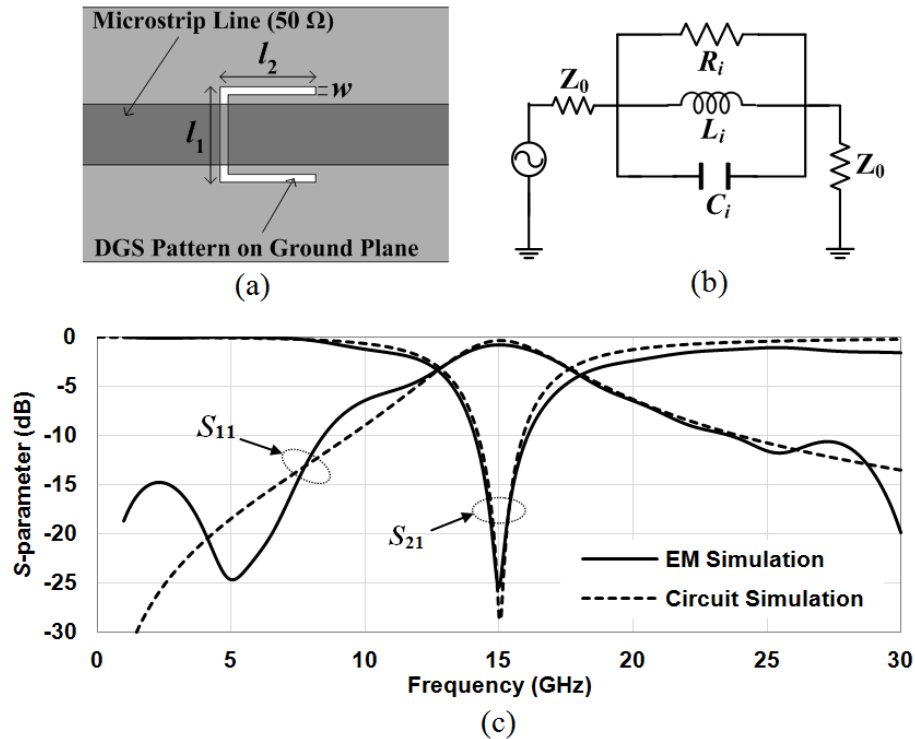 Microstrip Line (50 Ω)
l₂
w
l₁
DGS Pattern on Ground Plane
(a)
Rᵢ
Z₀
Lᵢ
Z₀
Cᵢ
(b)
0
-5
-10
-15
-20
-25
-30
S-parameter (dB)
S₁₁
S₂₁
EM Simulation
Circuit Simulation
0 5 10 15 20 25 30
Frequency (GHz)
(c)